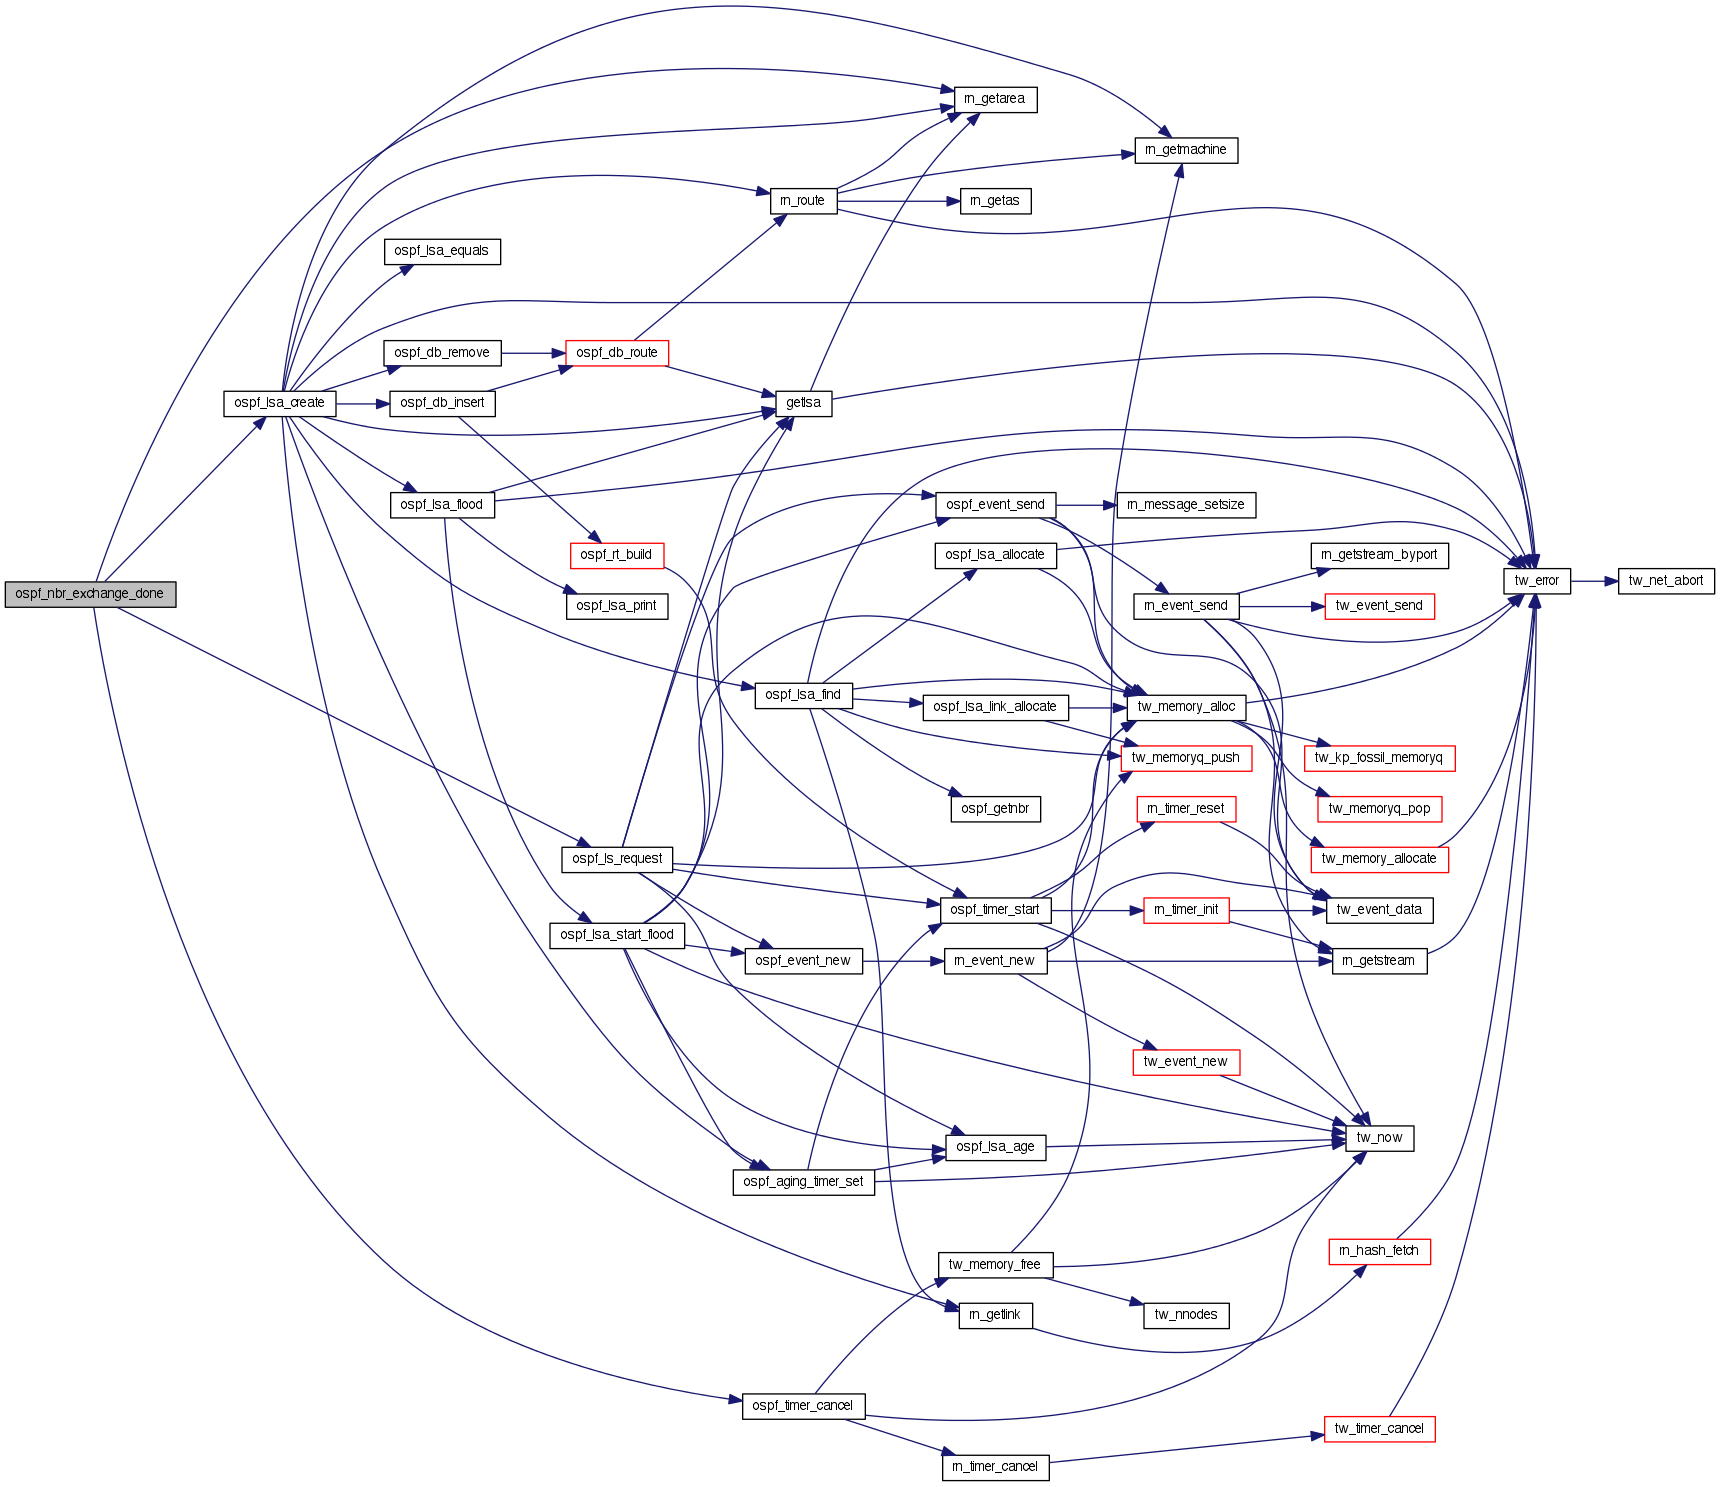 rn_getarea
rn_getmachine
rn_route
rn_getas
ospf_lsa_equals
ospf_db_remove
ospf_db_route
ospf_lsa_create
ospf_db_insert
getlsa
ospf_lsa_flood
ospf_event_send
rn_message_setsize
ospf_rt_build
ospf_lsa_allocate
rn_getstream_byport
ospf_nbr_exchange_done
tw_error
tw_net_abort
ospf_lsa_print
rn_event_send
tw_event_send
ospf_lsa_find
ospf_lsa_link_allocate
tw_memory_alloc
tw_memoryq_push
tw_kp_fossil_memoryq
ospf_getnbr
rn_timer_reset
tw_memoryq_pop
ospf_ls_request
tw_memory_allocate
ospf_timer_start
rn_timer_init
tw_event_data
ospf_lsa_start_flood
ospf_event_new
rn_event_new
rn_getstream
tw_event_new
tw_now
ospf_lsa_age
ospf_aging_timer_set
rn_hash_fetch
tw_memory_free
rn_getlink
tw_nnodes
ospf_timer_cancel
tw_timer_cancel
rn_timer_cancel